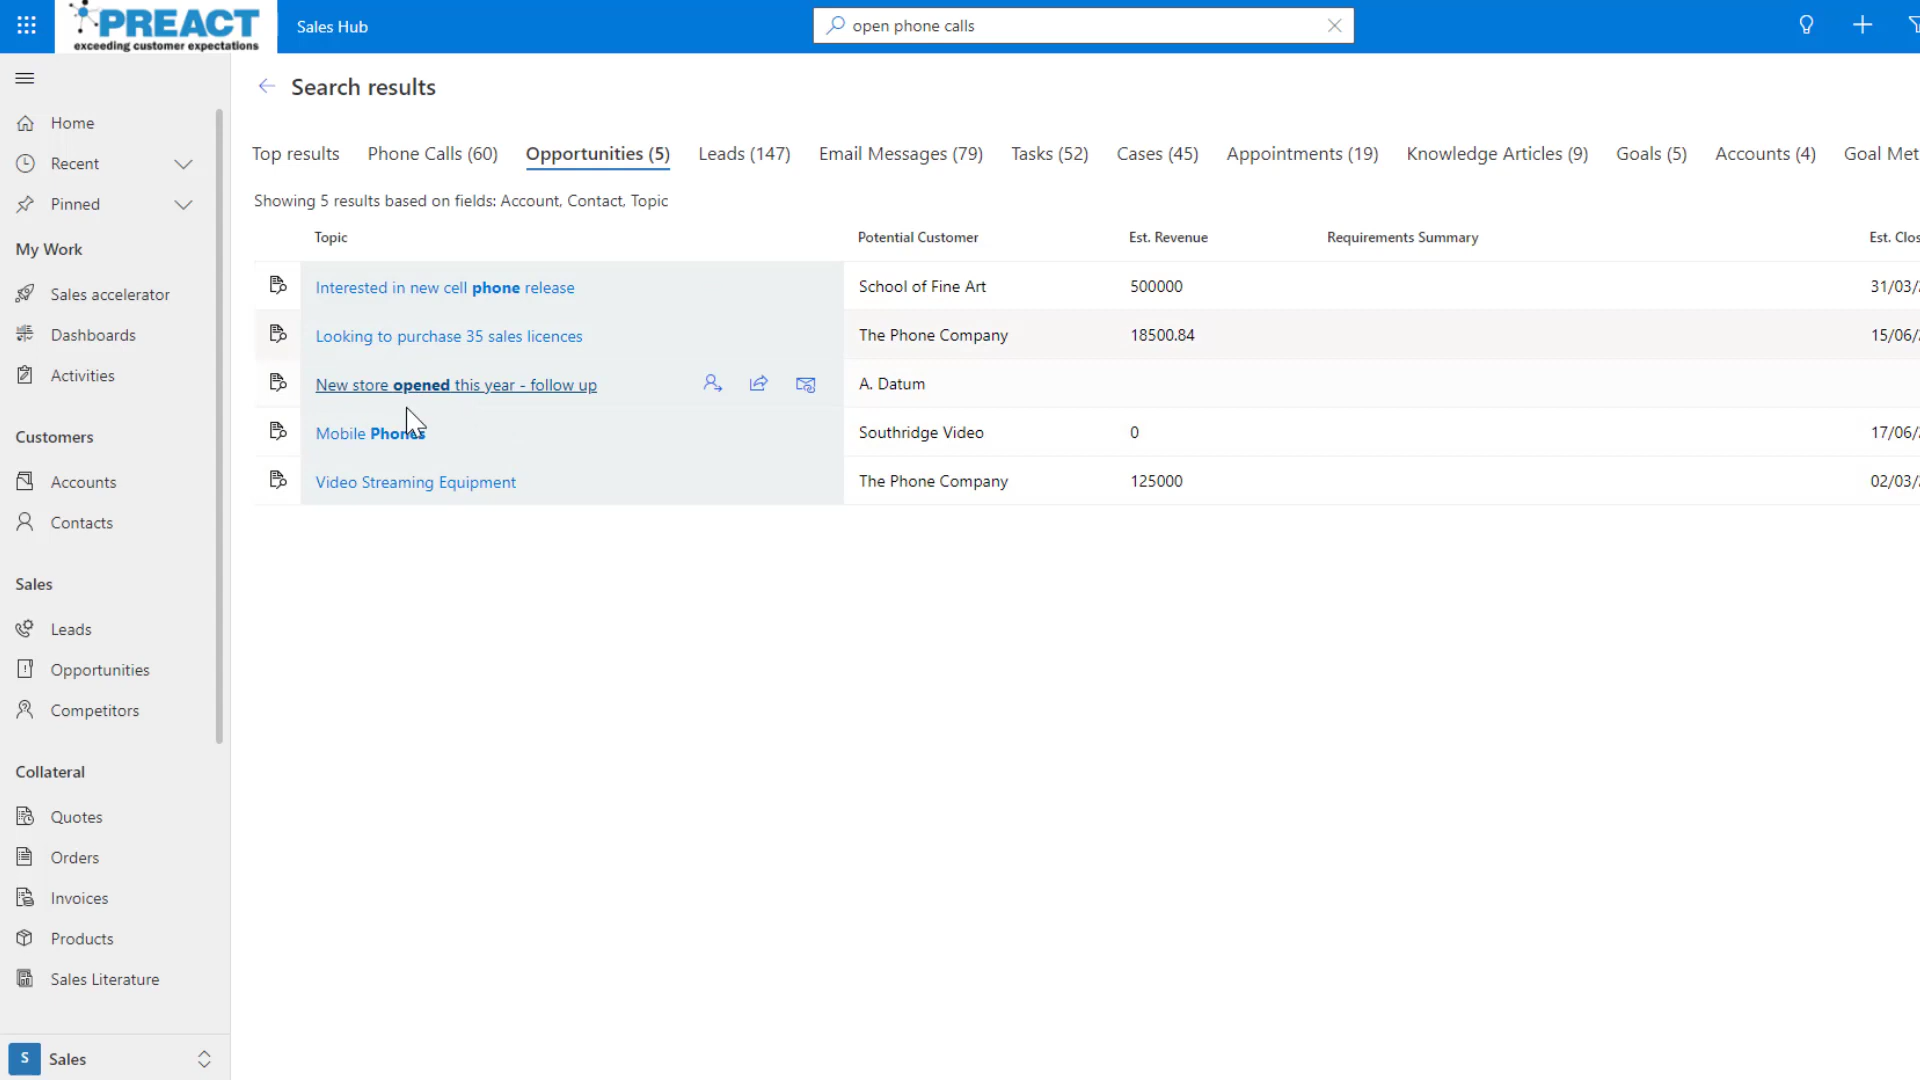 PREACT
exceeding customer expectations
Sales Hub
open phone calls
Search results
Top results Phone Calls (60) Opportunities (5) Leads (147) Email Messages (79) Tasks (52) Cases (45) Appointments (19) Knowledge Articles (9) Goals (5) Accounts (4) Goal Met
Showing 5 results based on fields: Account, Contact, Topic
Topic Potential Customer Est. Revenue Requirements Summary Est. Clos
Interested in new cell phone release School of Fine Art 500000 31/03/
Looking to purchase 35 sales licences The Phone Company 18500.84 15/06/
New store opened this year - follow up A. Datum
Mobile Phones Southridge Video 0 17/06/
Video Streaming Equipment The Phone Company 125000 02/03/
Home
Recent
Pinned
My Work
Sales accelerator
Dashboards
Activities
Customers
Accounts
Contacts
Sales
Leads
Opportunities
Competitors
Collateral
Quotes
Orders
Invoices
Products
Sales Literature
S Sales